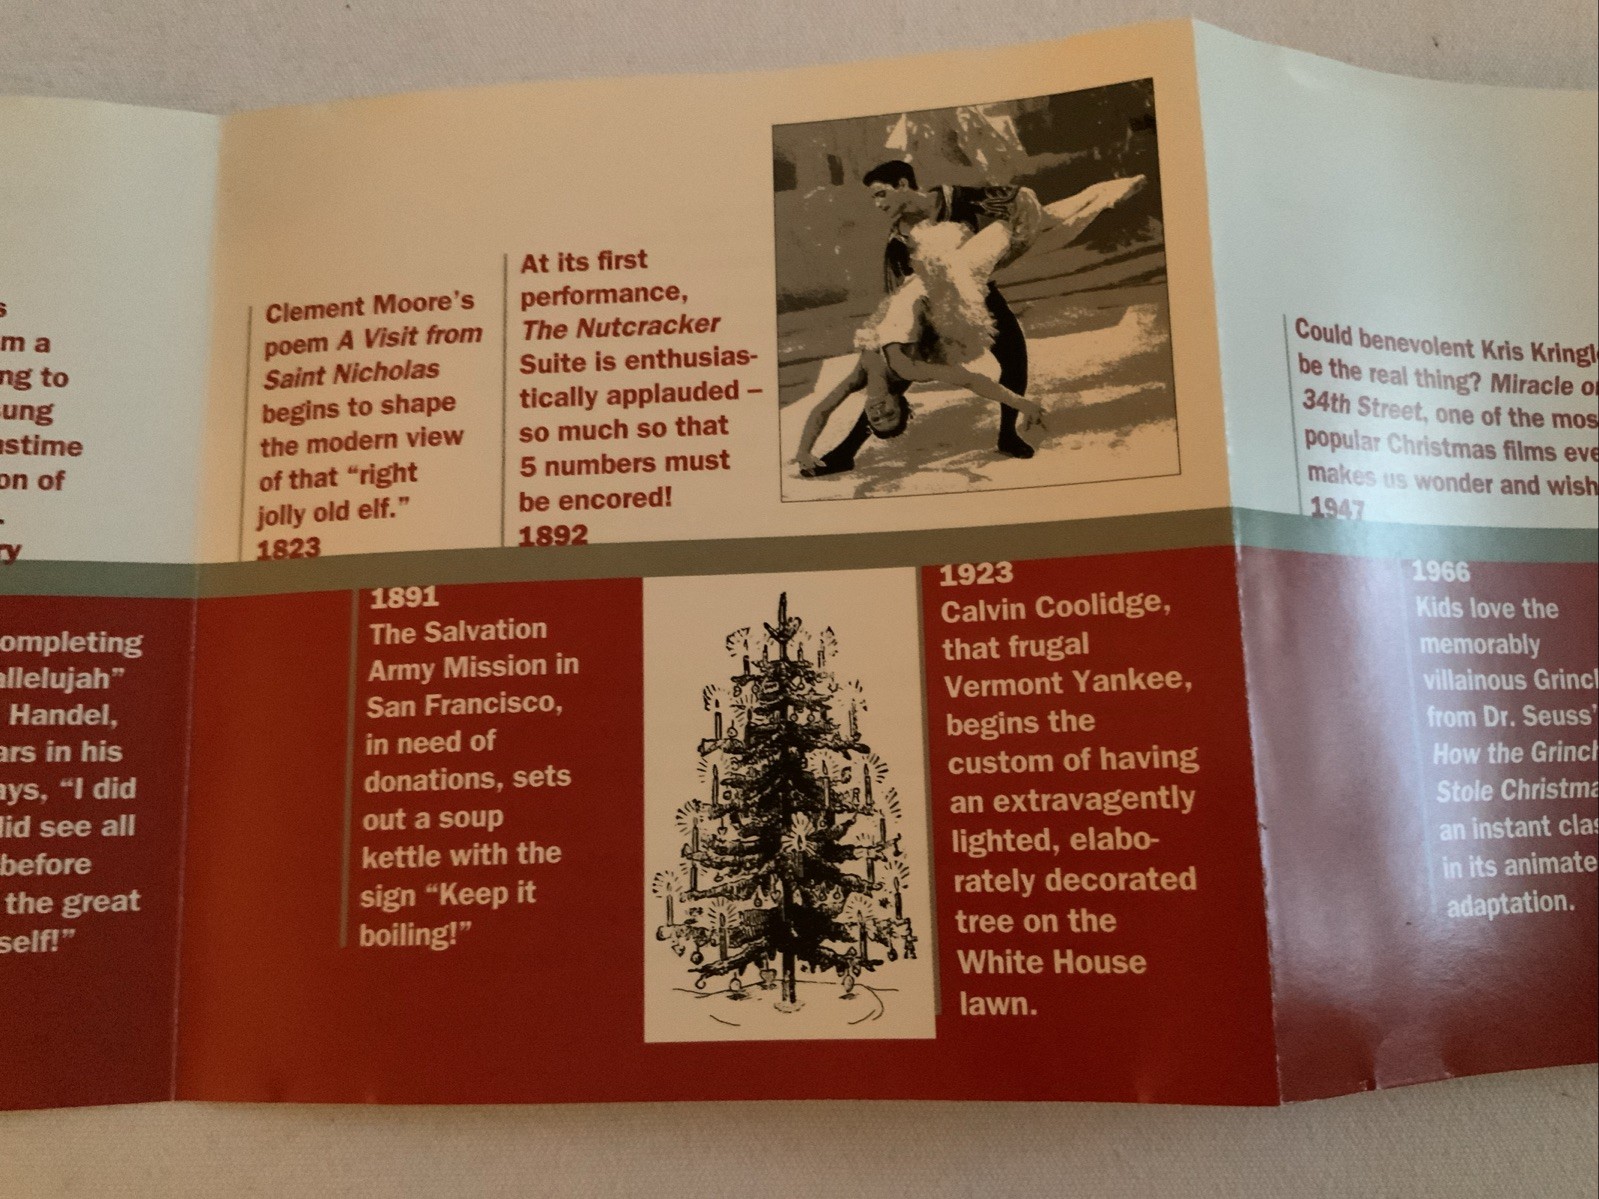 s
m a
ng to
ung
stime
on of
ry
ompleting
allelujah”
Handel,
ars in his
ays, “I did
did see all
before
the great
self!”
Clement Moore’s
poem A Visit from
Saint Nicholas
begins to shape
the modern view
of that “right
jolly old elf.”
1823
At its first
performance,
The Nutcracker
Suite is enthusias-
tically applauded –
so much so that
5 numbers must
be encored!
1892
1891
The Salvation
Army Mission in
San Francisco,
in need of
donations, sets
out a soup
kettle with the
sign “Keep it
boiling!”
1923
Calvin Coolidge,
that frugal
Vermont Yankee,
begins the
custom of having
an extravagently
lighted, elabo-
rately decorated
tree on the
White House
lawn.
Could benevolent Kris Kringl
be the real thing? Miracle o
34th Street, one of the mos
popular Christmas films eve
makes us wonder and wish
1947
1966
Kids love the
memorably
villainous Grincl
from Dr. Seuss’
How the Grinch
Stole Christma
an instant clas
in its animate
adaptation.